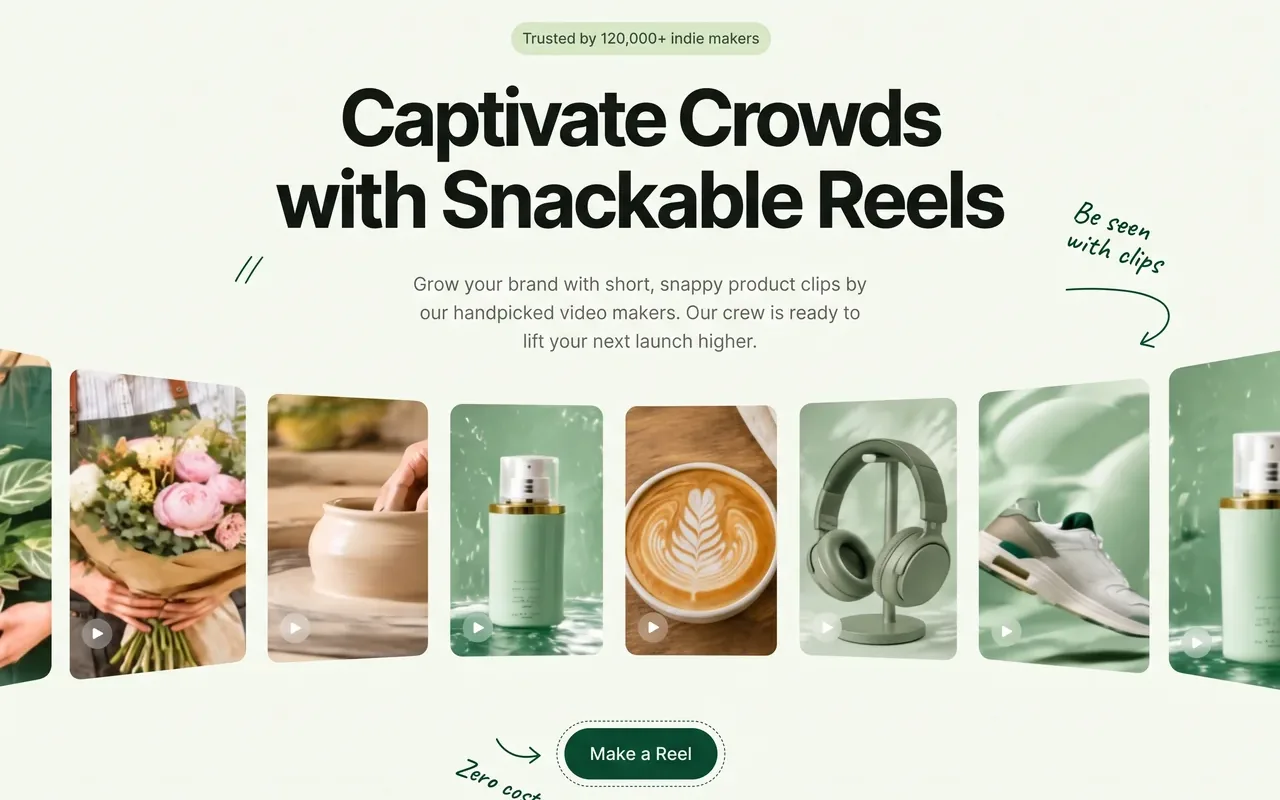 Trusted by 120,000+ indie makers
Captivate Crowds
with Snackable Reels
Be seen
with clips
Grow your brand with short, snappy product clips by
our handpicked video makers. Our crew is ready to
lift your next launch higher.
Make a Reel
Zero cost